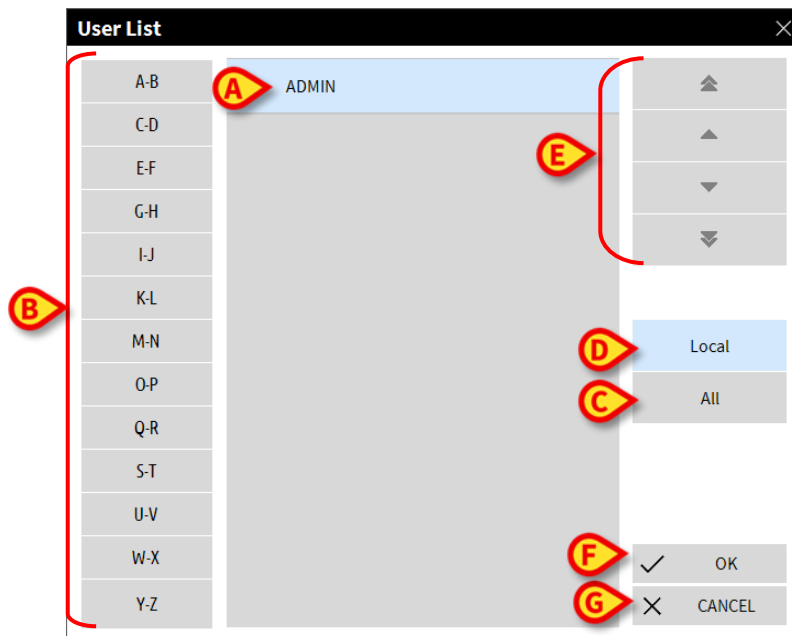 User List
A-B
C-D
E-F
G-H
I-J
K-L
M-N
O-P
Q-R
S-T
U-V
W-X
Y-Z
B
A
ADMIN
E
D
Local
C
All
F
OK
G
CANCEL